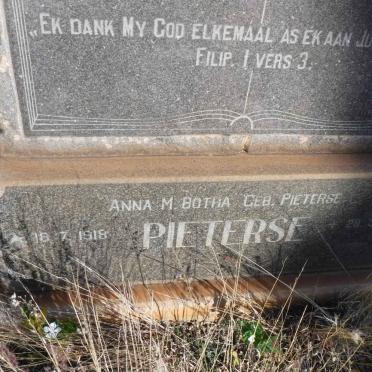 „EK DANK MY GOD ELKEMAAL AS EK AAN JU
FILIP. 1 VERS 3.
ANNA M. BOTHA GEB. PIETERSE
* 16·7·1918
PIETERSE